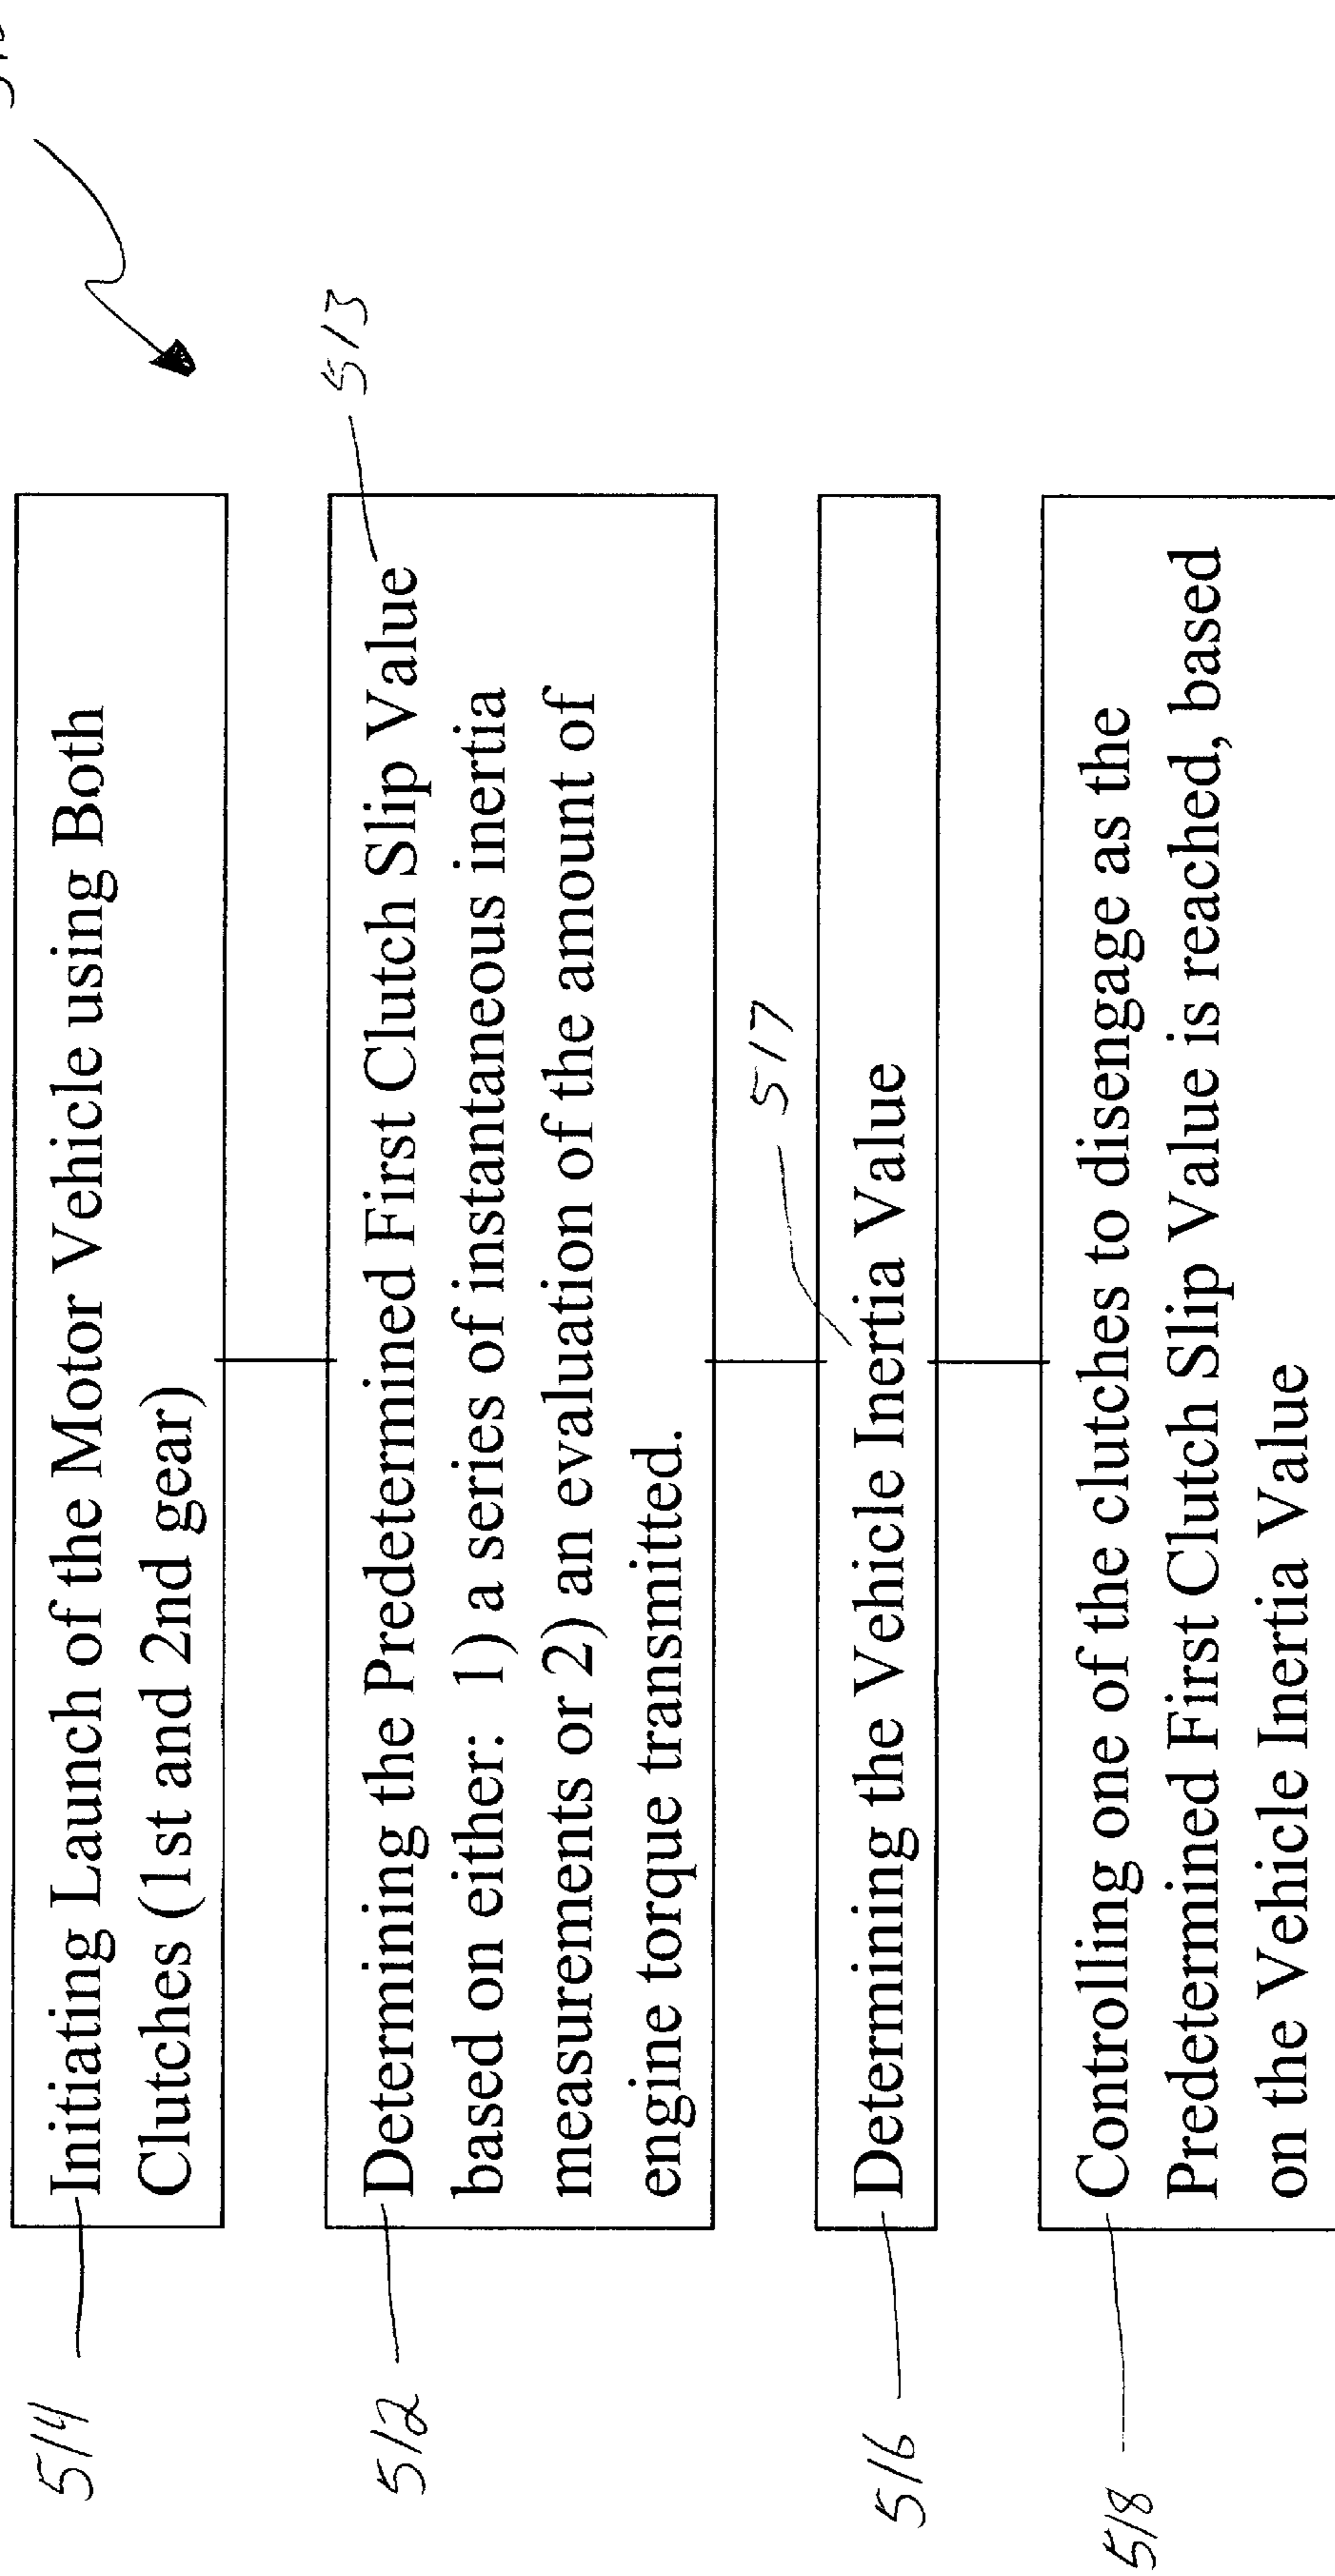 514
Initiating Launch of the Motor Vehicle using Both
Clutches (1st and 2nd gear)
512
Determining the Predetermined First Clutch Slip Value
513
based on either: 1) a series of instantaneous inertia
measurements or 2) an evaluation of the amount of
engine torque transmitted.
517
516
Determining the Vehicle Inertia Value
518
Controlling one of the clutches to disengage as the
Predetermined First Clutch Slip Value is reached, based
on the Vehicle Inertia Value